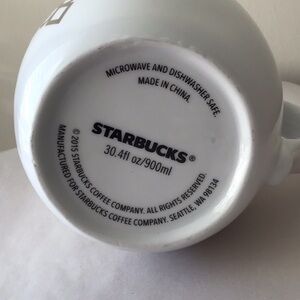 MICROWAVE AND DISHWASHER SAFE.
MADE IN CHINA.
STARBUCKS®
30.4fl oz/900ml
© 2015 STARBUCKS COFFEE COMPANY. ALL RIGHTS RESERVED.
MANUFACTURED FOR STARBUCKS COFFEE COMPANY. SEATTLE, WA 98134